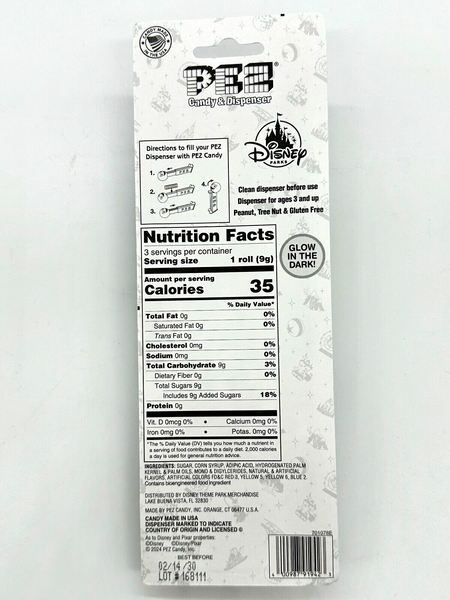 CANDY MADE
IN THE USA
PEZ®
Candy & Dispenser
Directions to fill your PEZ
Dispenser with PEZ Candy
1.
2.
3.
4.
Disney
PARKS
Clean dispenser before use
Dispenser for ages 3 and up
Peanut, Tree Nut & Gluten Free
GLOW
IN THE
DARK!
Nutrition Facts
3 servings per container
Serving size 1 roll (9g)
Amount per serving
Calories 35
% Daily Value*
Total Fat 0g 0%
Saturated Fat 0g 0%
Trans Fat 0g
Cholesterol 0mg 0%
Sodium 0mg 0%
Total Carbohydrate 9g 3%
Dietary Fiber 0g 0%
Total Sugars 9g
Includes 9g Added Sugars 18%
Protein 0g
Vit. D 0mcg 0% • Calcium 0mg 0%
Iron 0mg 0% • Potas. 0mg 0%
*The % Daily Value (DV) tells you how much a nutrient in
a serving of food contributes to a daily diet. 2,000 calories
a day is used for general nutrition advice.
INGREDIENTS: SUGAR, CORN SYRUP, ADIPIC ACID, HYDROGENATED PALM
KERNEL & PALM OILS, MONO & DIGLYCERIDES, NATURAL & ARTIFICIAL
FLAVORS, ARTIFICIAL COLORS FD&C RED 3, YELLOW 5, YELLOW 6, BLUE 2.
Contains bioengineered food ingredient
DISTRIBUTED BY DISNEY THEME PARK MERCHANDISE
LAKE BUENA VISTA, FL 32830
MADE BY PEZ CANDY, INC. ORANGE, CT 06477 U.S.A.
CANDY MADE IN USA
DISPENSER MARKED TO INDICATE
COUNTRY OF ORIGIN AND LICENSED ©
As to Disney and Pixar properties:
©Disney ©Disney/Pixar
© 2024 PEZ Candy, Inc.
BEST BEFORE
02/14/30
LOT # 168111
701076E
4 00987 91942